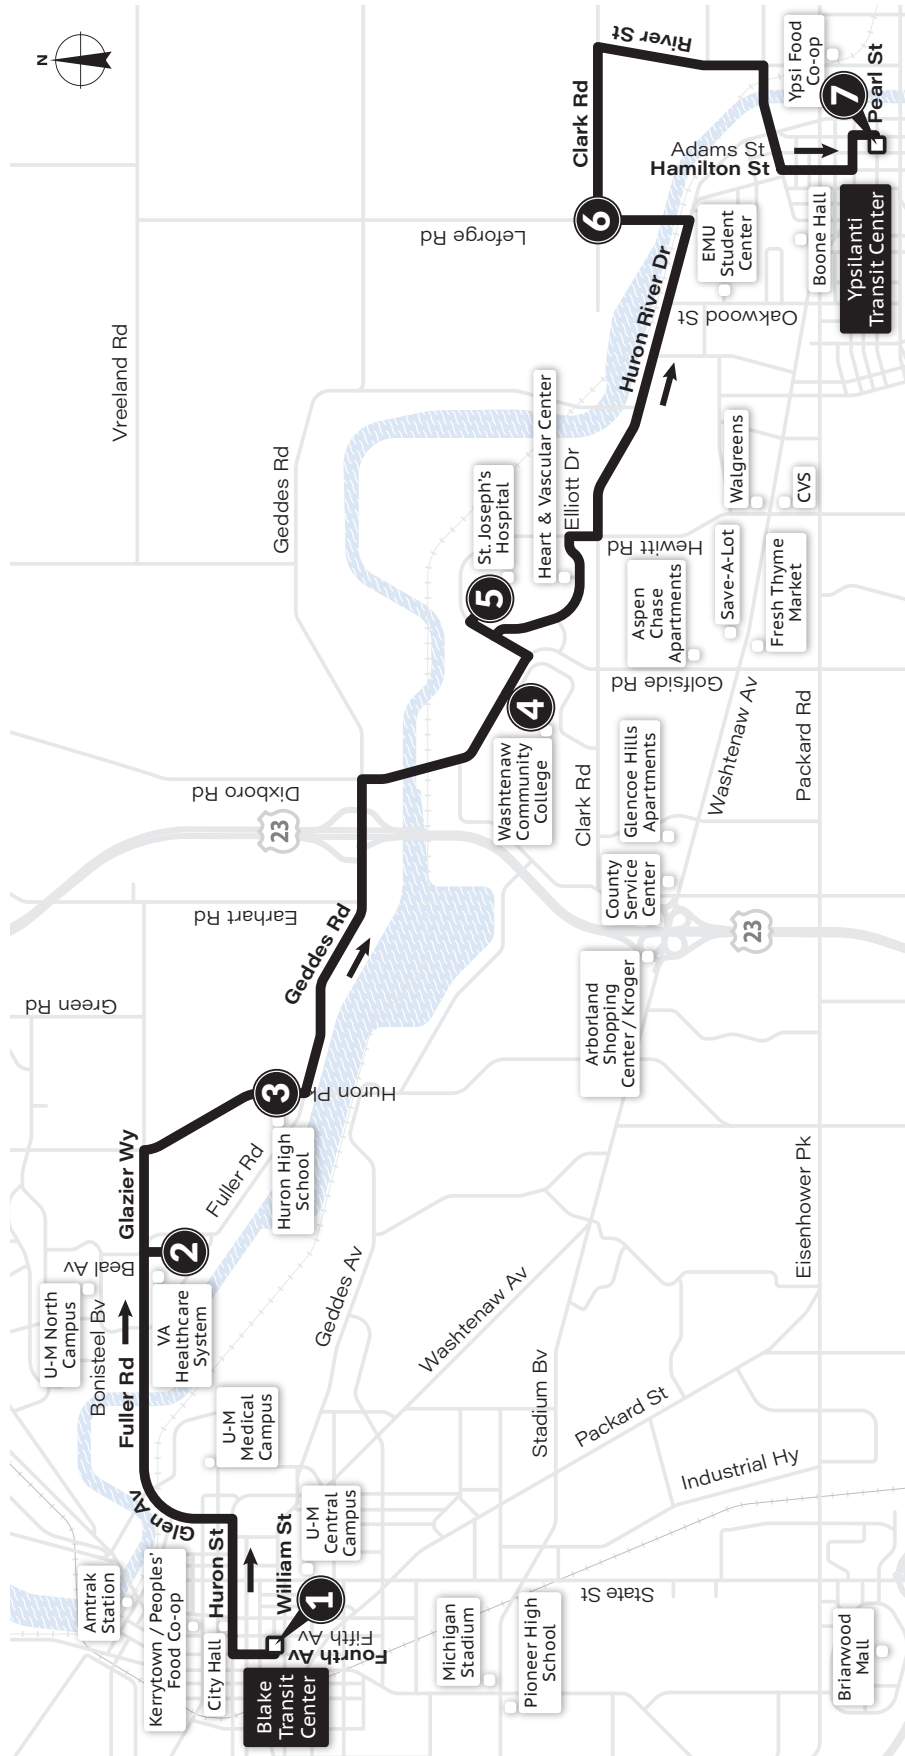 N
Amtrak
Station
Kerrytown / Peoples'
Food Co-op
City Hall
Blake
Transit
Center
1
Fourth Av
Fifth Av
William St
Huron St
Glen Av
Fuller Rd
U-M
Medical
Campus
U-M
Central
Campus
U-M North
Campus
Bonisteel Bv
Beal Av
VA
Healthcare
System
2
Glazier Wy
Fuller Rd
Huron High
School
3
Huron Pk
Green Rd
Earhart Rd
Geddes Rd
Dixboro Rd
23
Geddes Rd
Vreeland Rd
Geddes Av
Washtenaw Av
Stadium Bv
Packard St
Industrial Hy
State St
Michigan
Stadium
Pioneer High
School
Briarwood
Mall
Eisenhower Pk
Arborland
Shopping
Center / Kroger
23
County
Service
Center
Glencoe Hills
Apartments
Clark Rd
Washtenaw
Community
College
4
Washtenaw Av
Packard Rd
Golfside Rd
5
St. Joseph's
Hospital
Heart & Vascular Center
Elliott Dr
Hewitt Rd
Aspen
Chase
Apartments
Save-A-Lot
Fresh Thyme
Market
Walgreens
CVS
Huron River Dr
Oakwood St
EMU
Student
Center
Leforge Rd
6
Clark Rd
River St
Adams St
Hamilton St
Boone Hall
Ypsilanti
Transit Center
7
Pearl St
Ypsi Food
Co-op